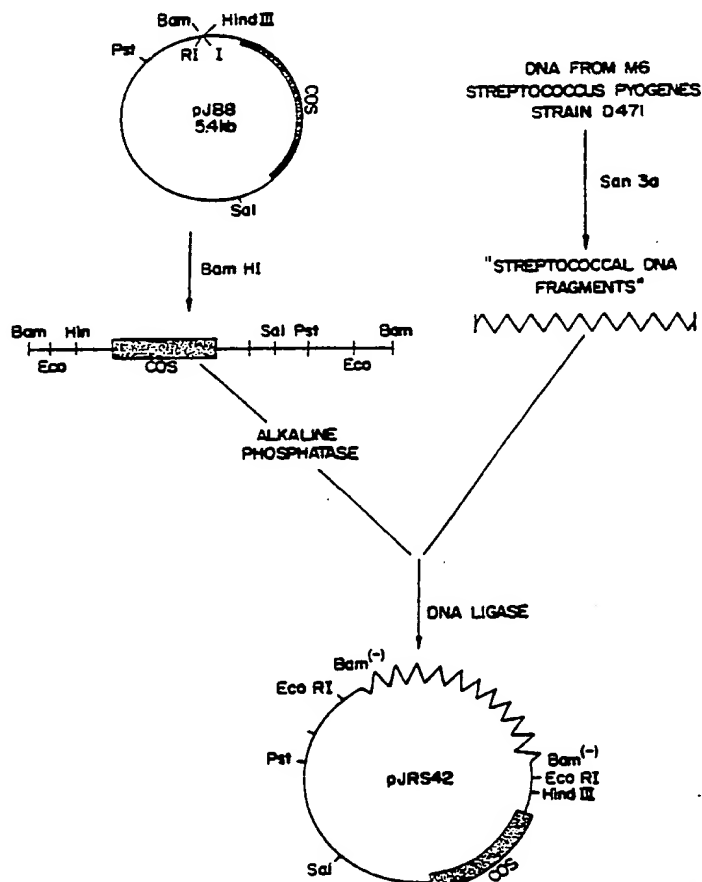 Bam
Hind III
Pst
RI I
pJB8
5.4kb
COS
Sal
Bam HI
Bam Hin Sal Pst Bam
Eco COS Eco
DNA FROM M6
STREPTOCOCCUS PYOGENES
STRAIN D471
San 3a
"STREPTOCOCCAL DNA
FRAGMENTS"
ALKALINE
PHOSPHATASE
DNA LIGASE
Bam(-)
Eco RI
Pst
pJRS42
Bam(-)
Eco RI
Hind III
Sal
COS